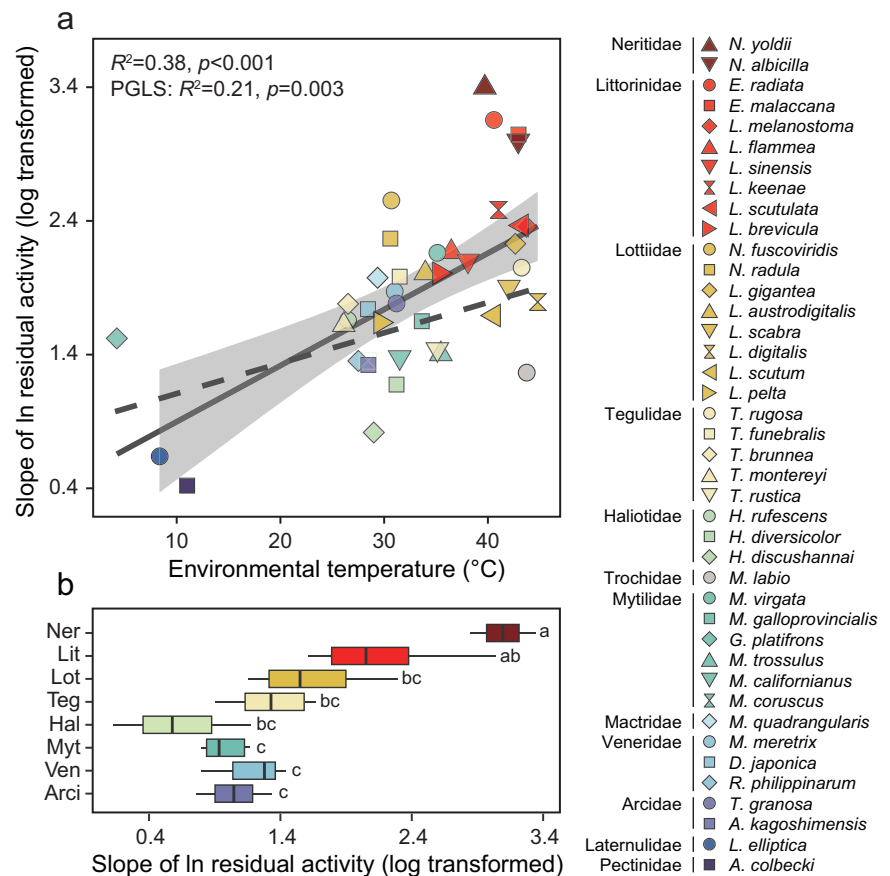 a
R²=0.38, p<0.001
PGLS: R²=0.21, p=0.003
Slope of ln residual activity (log transformed)
3.4
2.4
1.4
0.4
10
20
30
40
Environmental temperature (°C)
b
Ner
Lit
Lot
Teg
Hal
Myt
Ven
Arci
a
ab
bc
bc
bc
c
c
c
0.4
1.4
2.4
3.4
Slope of ln residual activity (log transformed)
Neritidae
N. yoldii
N. albicilla
Littorinidae
E. radiata
E. malaccana
L. melanostoma
L. flammea
L. sinensis
L. keenae
L. scutulata
L. brevicula
Lottiidae
N. fuscoviridis
N. radula
L. gigantea
L. austrodigitalis
L. scabra
L. digitalis
L. scutum
L. pelta
Tegulidae
T. rugosa
T. funebralis
T. brunnea
T. montereyi
T. rustica
Haliotidae
H. rufescens
H. diversicolor
H. discushannai
Trochidae
M. labio
Mytilidae
M. virgata
M. galloprovincialis
G. platifrons
M. trossulus
M. californianus
M. coruscus
Mactridae
M. quadrangularis
Veneridae
M. meretrix
D. japonica
R. philippinarum
Arcidae
T. granosa
A. kagoshimensis
Laternulidae
L. elliptica
Pectinidae
A. colbecki